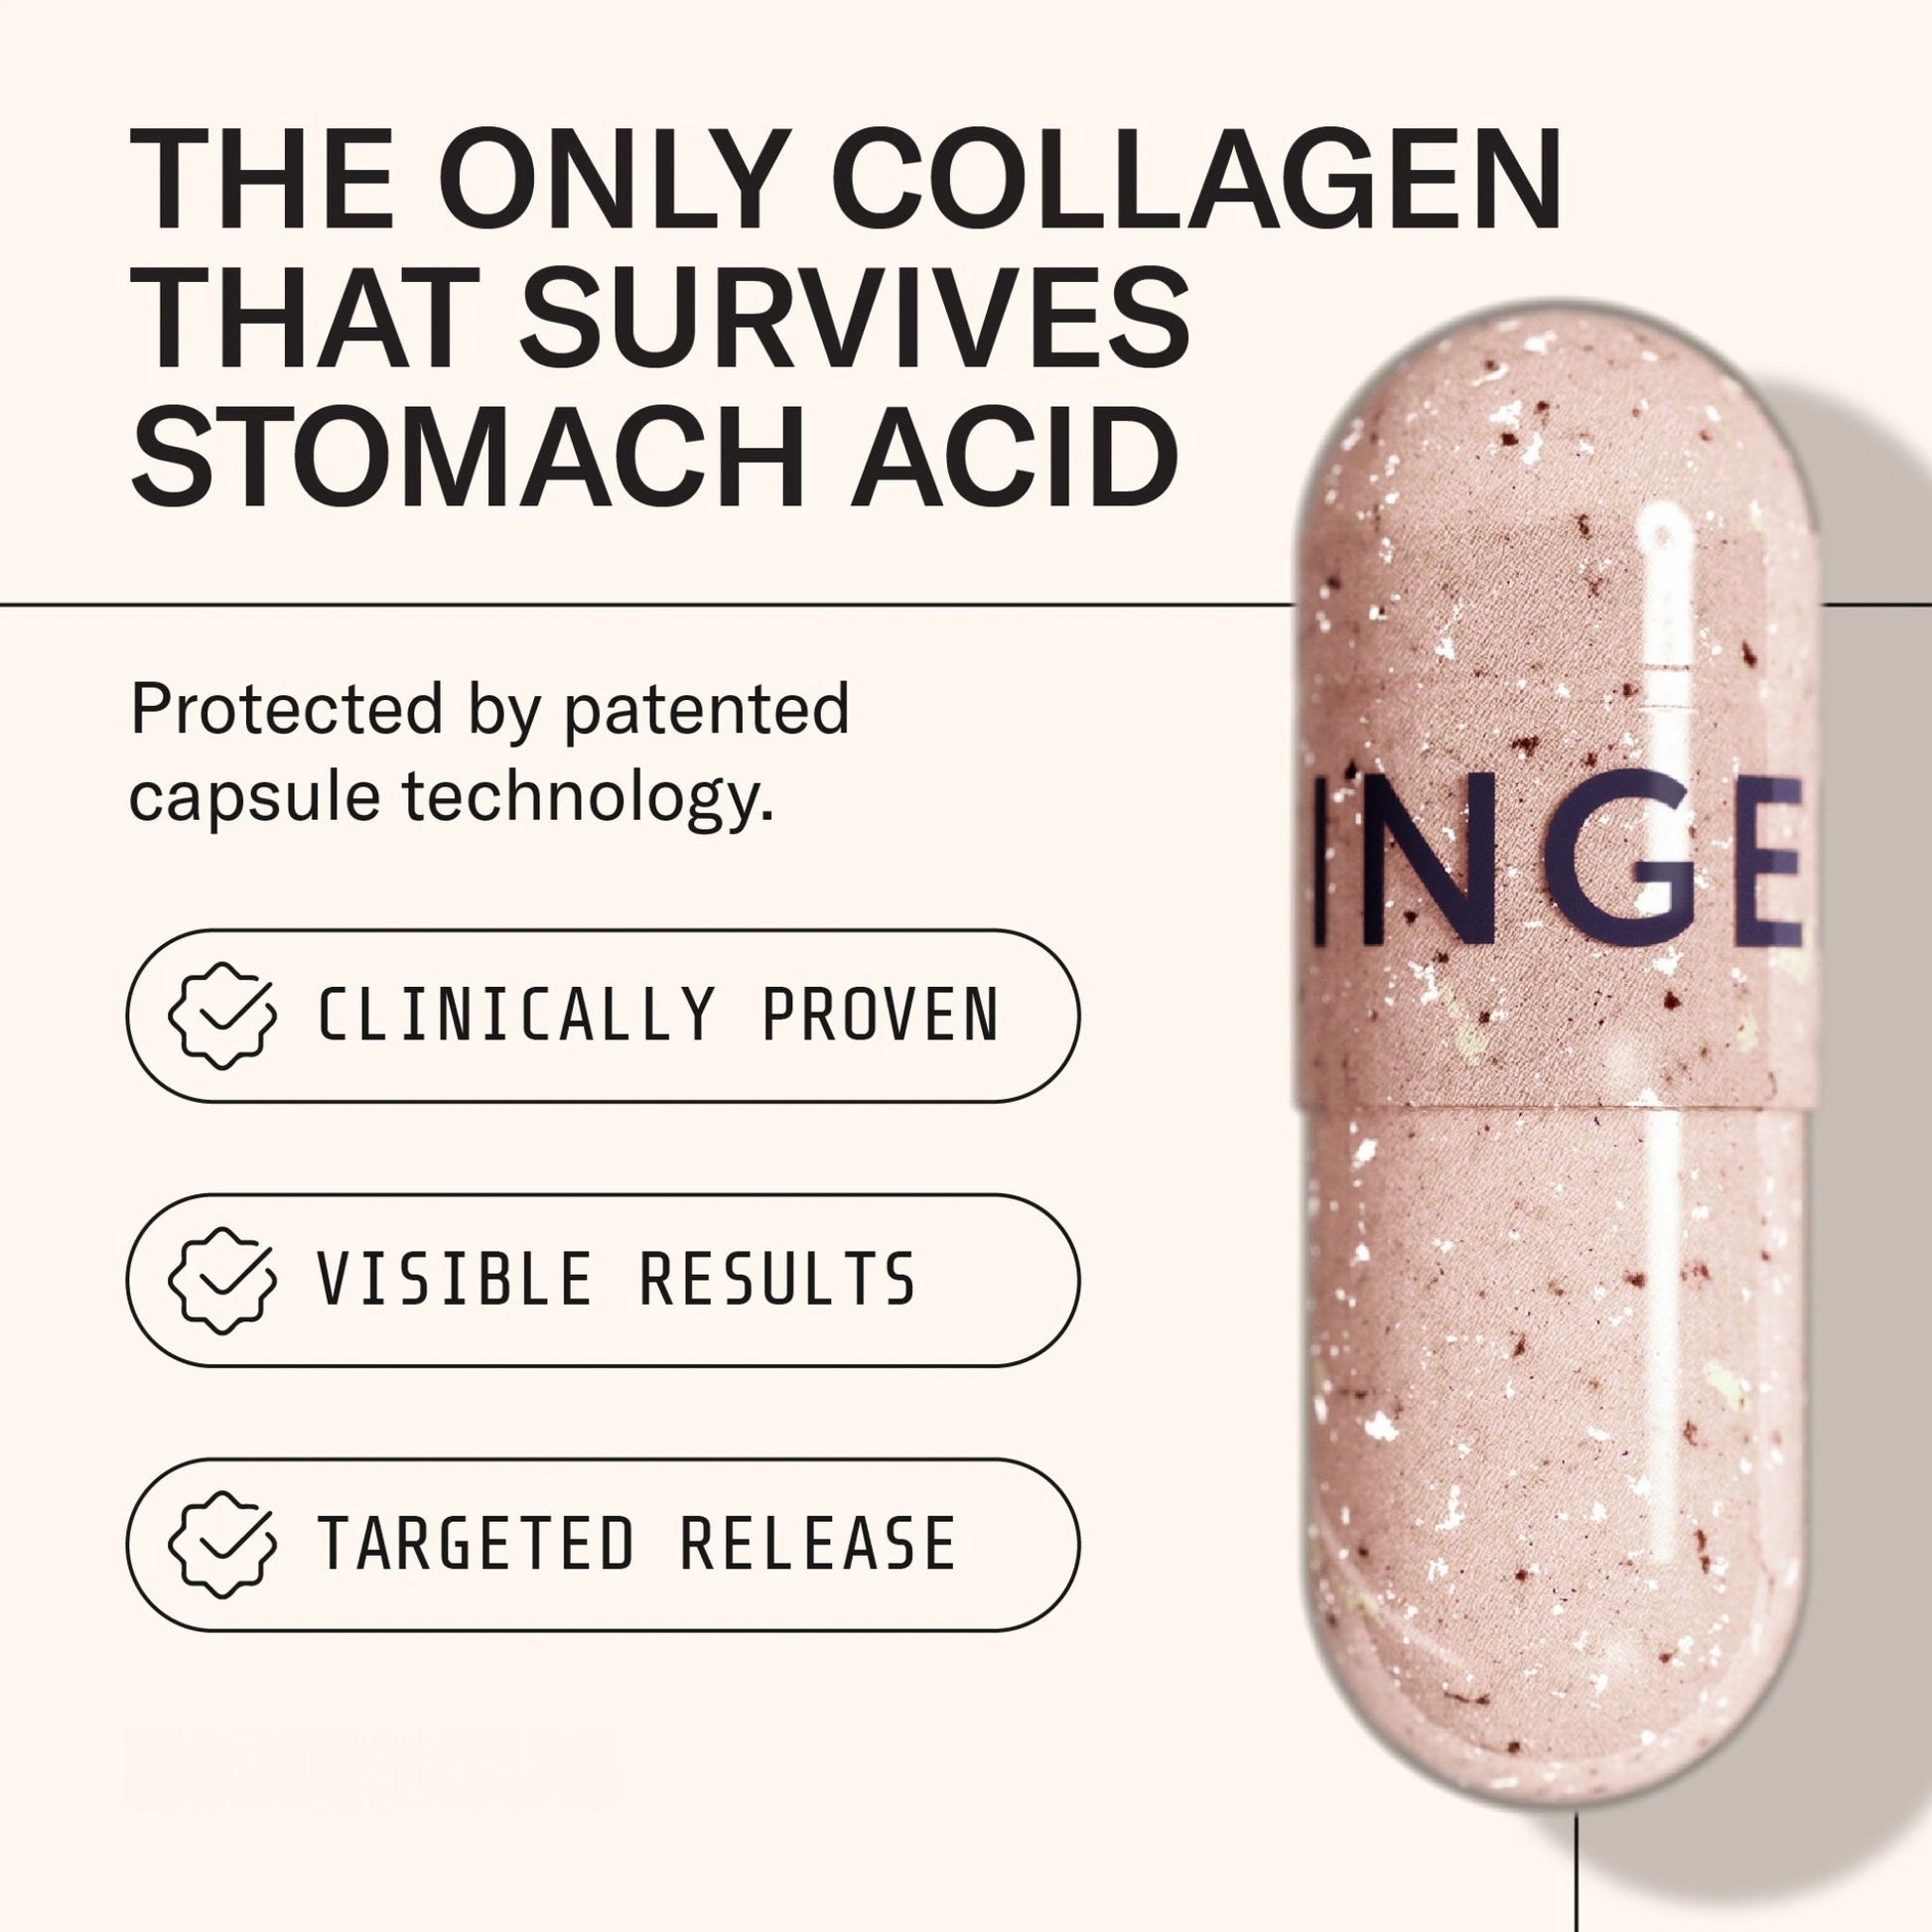 THE ONLY COLLAGEN
THAT SURVIVES
STOMACH ACID
Protected by patented
capsule technology.
INGE
CLINICALLY PROVEN
VISIBLE RESULTS
TARGETED RELEASE